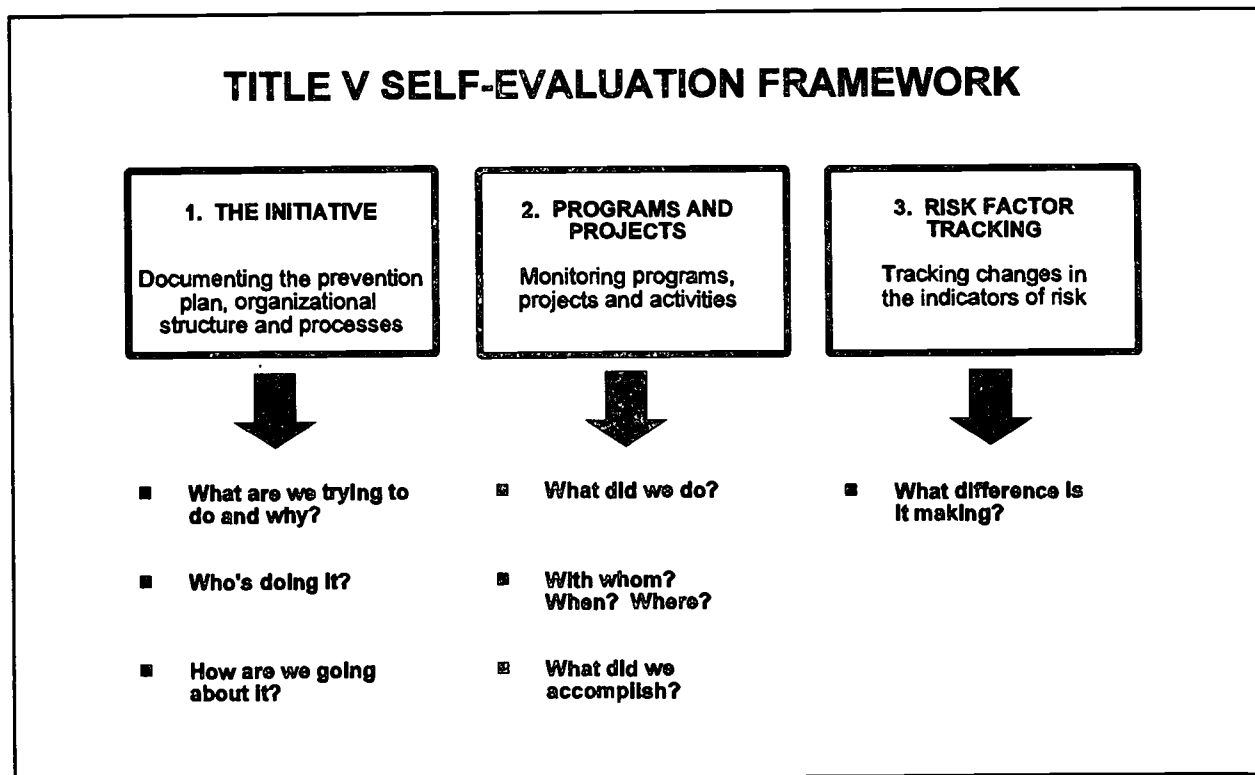 TITLE V SELF-EVALUATION FRAMEWORK
1. THE INITIATIVE
Documenting the prevention
plan, organizational
structure and processes
2. PROGRAMS AND
PROJECTS
Monitoring programs,
projects and activities
3. RISK FACTOR
TRACKING
Tracking changes in
the indicators of risk
What are we trying to
do and why?
Who's doing it?
How are we going
about it?
What did we do?
With whom?
When? Where?
What did we
accomplish?
What difference is
it making?